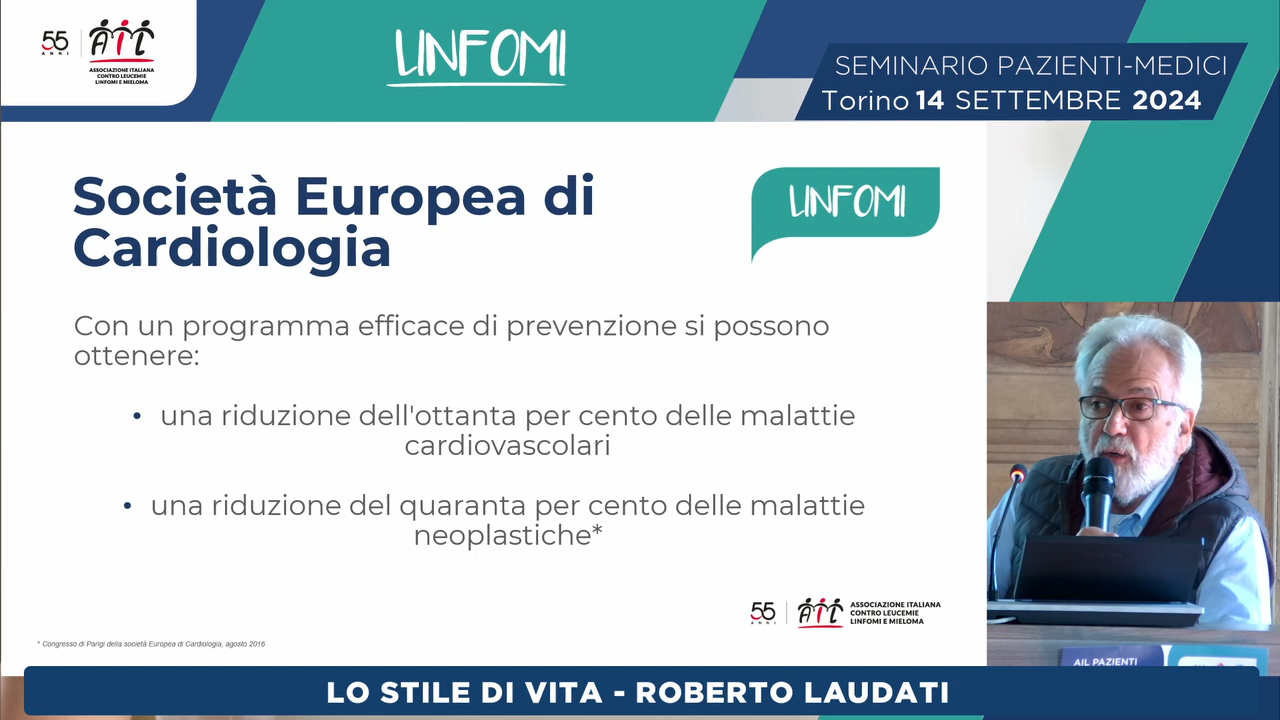 55
ANNI
AIL
ASSOCIAZIONE ITALIANA
CONTRO LEUCEMIE
LINFOMI E MIELOMA
LINFOMI
SEMINARIO PAZIENTI-MEDICI
Torino 14 SETTEMBRE 2024
Società Europea di
Cardiologia
LINFOMI
Con un programma efficace di prevenzione si possono
ottenere:
• una riduzione dell'ottanta per cento delle malattie
cardiovascolari
• una riduzione del quaranta per cento delle malattie
neoplastiche*
55
ANNI
AIL
ASSOCIAZIONE ITALIANA
CONTRO LEUCEMIE
LINFOMI E MIELOMA
* Congresso di Parigi della società Europea di Cardiologia, agosto 2016
AIL PAZIENTI
LO STILE DI VITA - ROBERTO LAUDATI